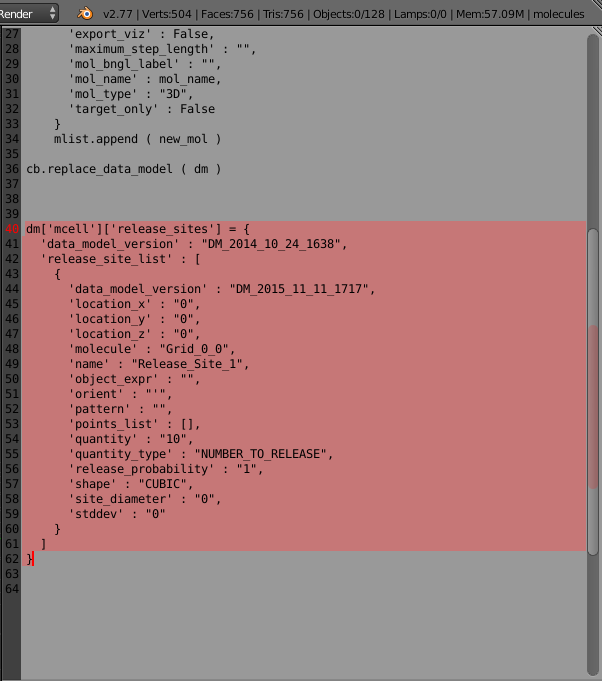 Render v2.77 | Verts:504 | Faces:756 | Tris:756 | Objects:0/128 | Lamps:0/0 | Mem:57.09M | molecules
27       'export_viz' : False,
28       'maximum_step_length' : "",
29       'mol_bngl_label' : "",
30       'mol_name' : mol_name,
31       'mol_type' : "3D",
32       'target_only' : False
33     }
34     mlist.append ( new_mol )
35
36 cb.replace_data_model ( dm )
37
38
39
40 dm['mcell']['release_sites'] = {
41   'data_model_version' : "DM_2014_10_24_1638",
42   'release_site_list' : [
43     {
44       'data_model_version' : "DM_2015_11_11_1717",
45       'location_x' : "0",
46       'location_y' : "0",
47       'location_z' : "0",
48       'molecule' : "Grid_0_0",
49       'name' : "Release_Site_1",
50       'object_expr' : "",
51       'orient' : "'",
52       'pattern' : "",
53       'points_list' : [],
54       'quantity' : "10",
55       'quantity_type' : "NUMBER_TO_RELEASE",
56       'release_probability' : "1",
57       'shape' : "CUBIC",
58       'site_diameter' : "0",
59       'stddev' : "0"
60     }
61   ]
62 }
63
64